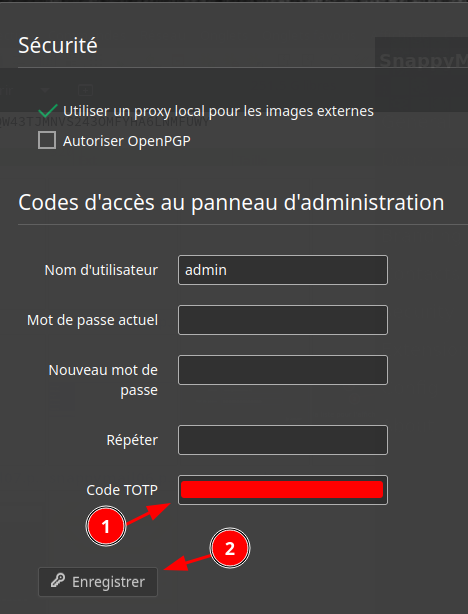 Sécurité
SnappyM
Utiliser un proxy local pour les images externes
Autoriser OpenPGP
Codes d'accès au panneau d'administration
Nom d'utilisateur
admin
Mot de passe actuel
Nouveau mot de
passe
Répéter
Code TOTP
1
2
Enregistrer